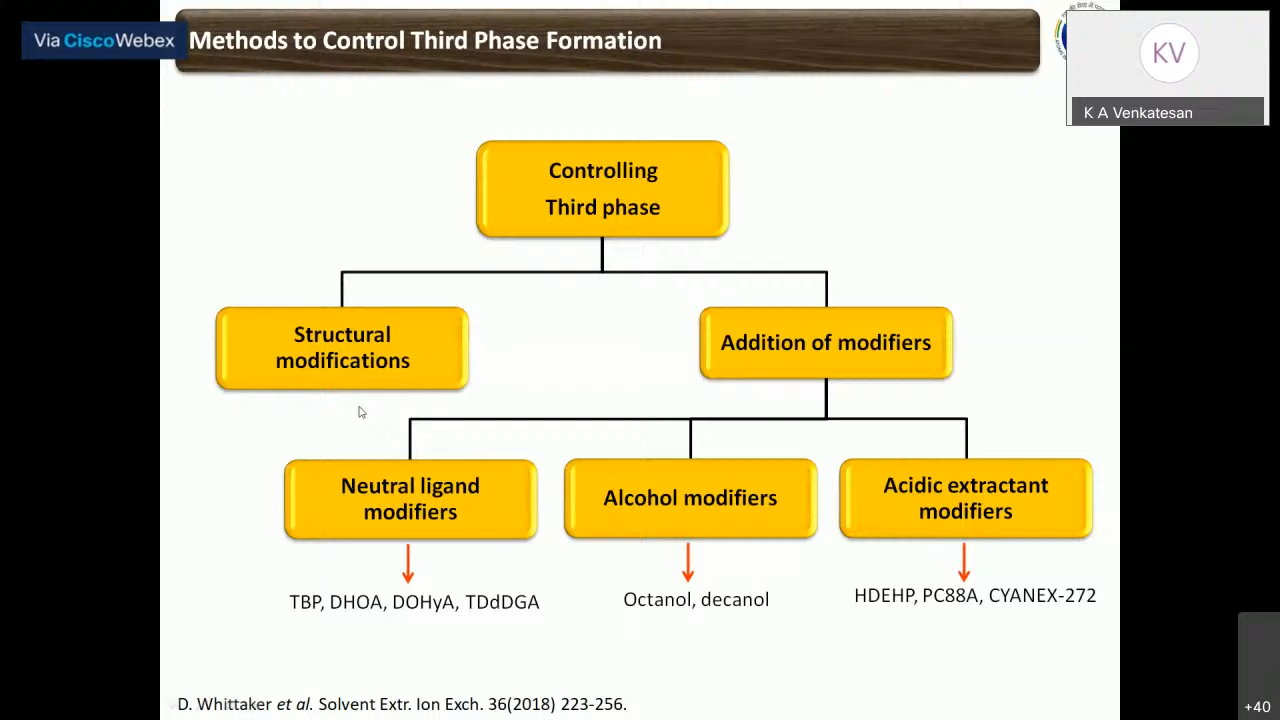 Via CiscoWebex
Methods to Control Third Phase Formation
KV
K A Venkatesan
Controlling
Third phase
Structural
modifications
Addition of modifiers
Neutral ligand
modifiers
Alcohol modifiers
Acidic extractant
modifiers
TBP, DHOA, DOHyA, TDdDGA
Octanol, decanol
HDEHP, PC88A, CYANEX-272
D. Whittaker et al. Solvent Extr. Ion Exch. 36(2018) 223-256.
+40